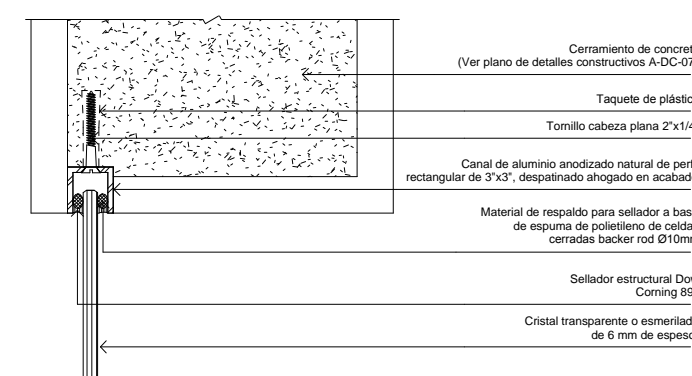 Cerramiento de concret
(Ver plano de detalles constructivos A-DC-07
Taquete de plástic
Tornillo cabeza plana 2"x1/4
Canal de aluminio anodizado natural de perf
rectangular de 3"x3", despatinado ahogado en acabad
Material de respaldo para sellador a bas
de espuma de polietileno de celda
cerradas backer rod Ø10mm
Sellador estructural Dow
Corning 89
Cristal transparente o esmerilad
de 6 mm de espeso